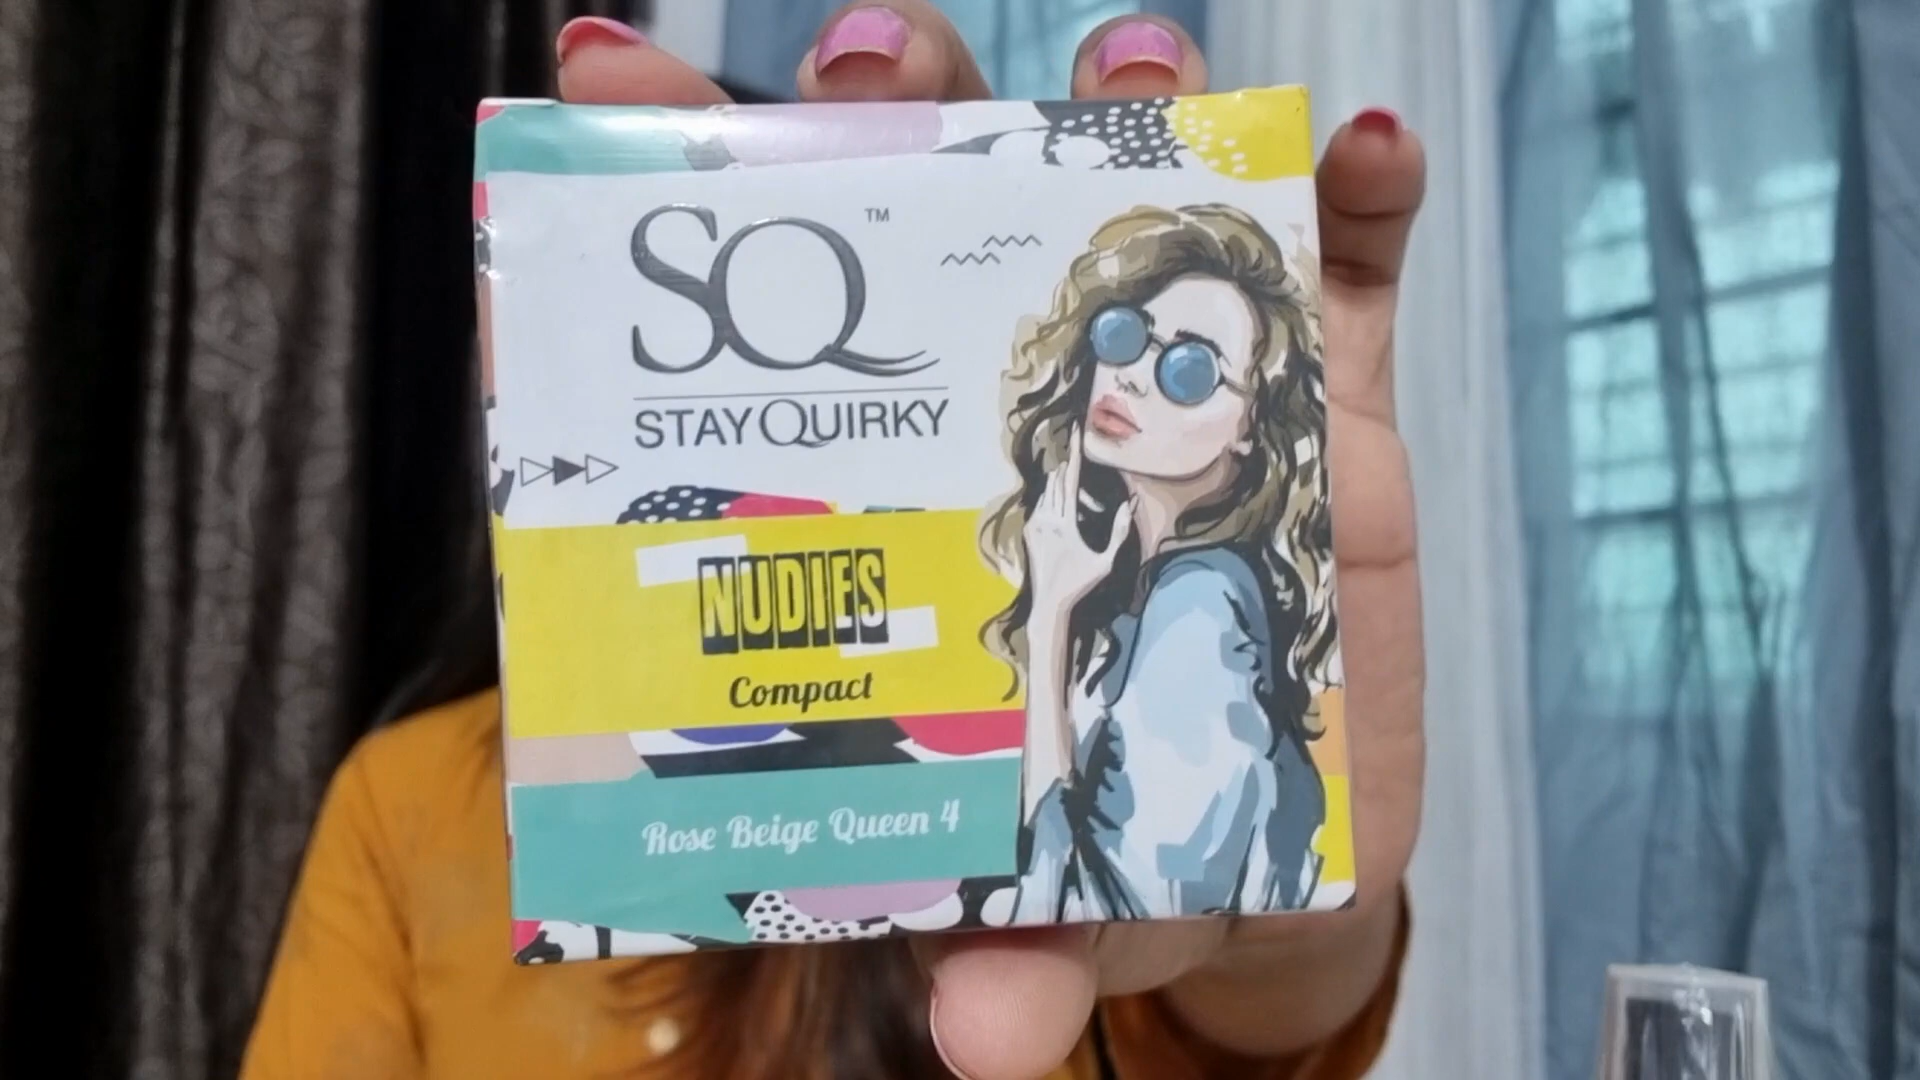 SQ™
STAY QUIRKY
NUDIES
Compact
Rose Beige Queen 4